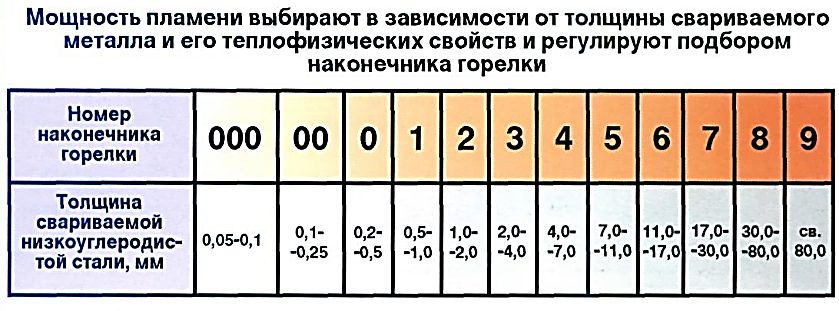 Мощность пламени выбирают в зависимости от толщины свариваемого
металла и его теплофизических свойств и регулируют подбором
наконечника горелки
Номер
наконечника
горелки
000 00 0 1 2 3 4 5 6 7 8 9
Толщина
свариваемой
низкоуглеродис-
той стали, мм
0,05-0,1
0,1-
-0,25
0,2-
-0,5
0,5-
-1,0
1,0-
-2,0
2,0-
-4,0
4,0-
-7,0
7,0-
-11,0
11,0-
-17,0
17,0-
-30,0
30,0-
-80,0
св.
80,0